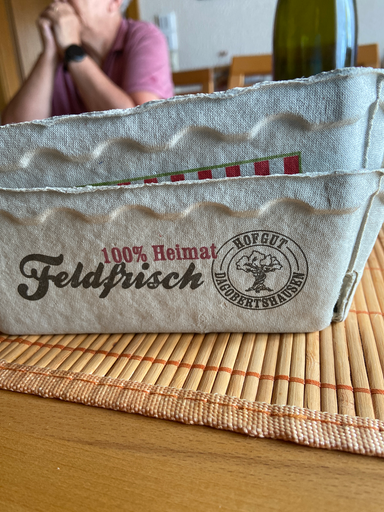 100% Heimat
Feldfrisch
HOFGUT
DAGOBERTSHAUSEN